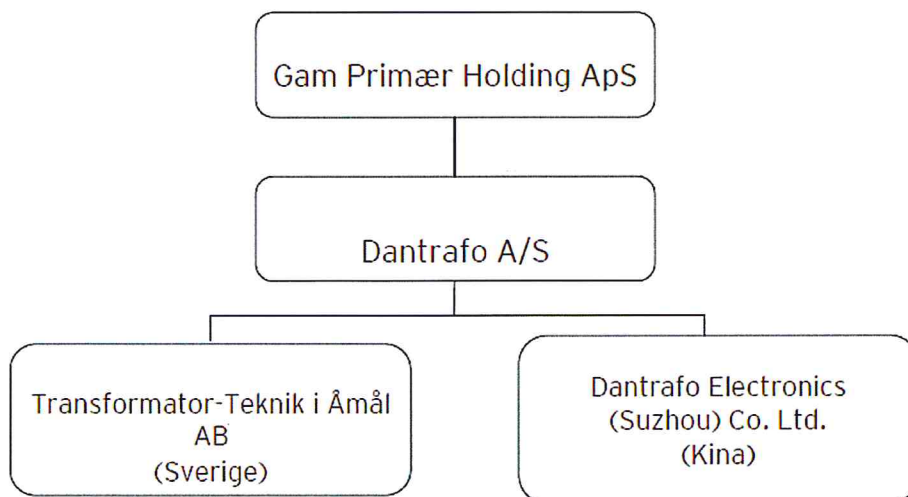 Gam Primær Holding ApS
Dantrafo A/S
Transformator-Teknik i Åmål
AB
(Sverige)
Dantrafo Electronics
(Suzhou) Co. Ltd.
(Kina)